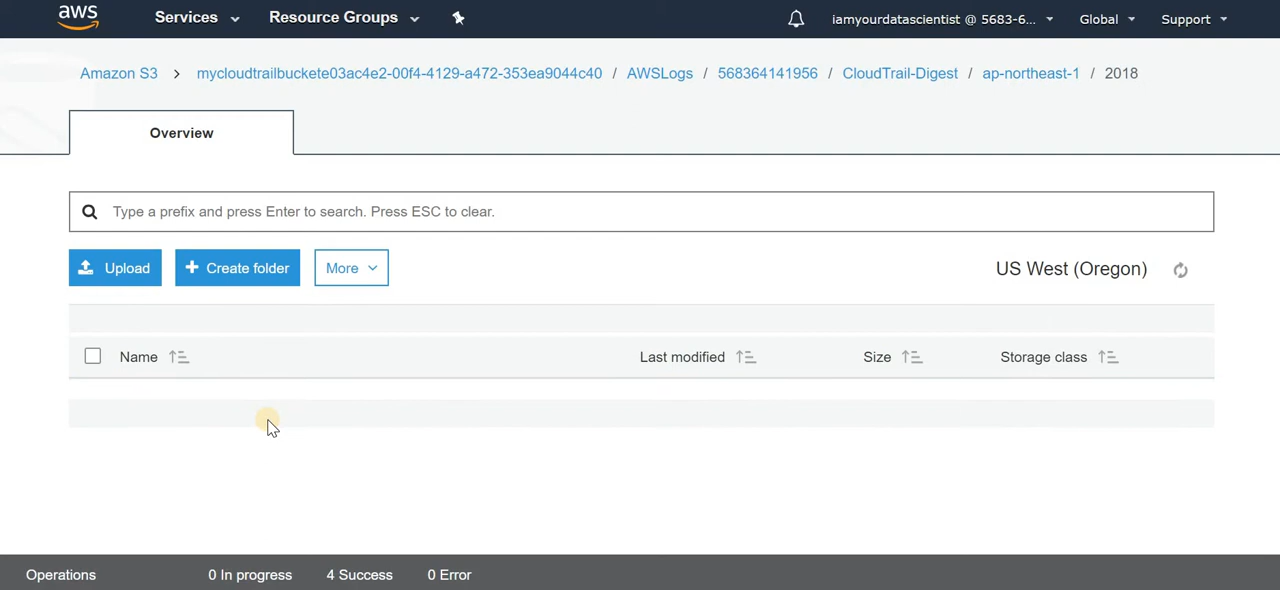 aws Services Resource Groups iamyourdatascientist @ 5683-6... Global Support
Amazon S3 > mycloudtrailbuckete03ac4e2-00f4-4129-a472-353ea9044c40 / AWSLogs / 568364141956 / CloudTrail-Digest / ap-northeast-1 / 2018
Overview
Type a prefix and press Enter to search. Press ESC to clear.
Upload + Create folder More US West (Oregon)
Name Last modified Size Storage class
Operations 0 In progress 4 Success 0 Error